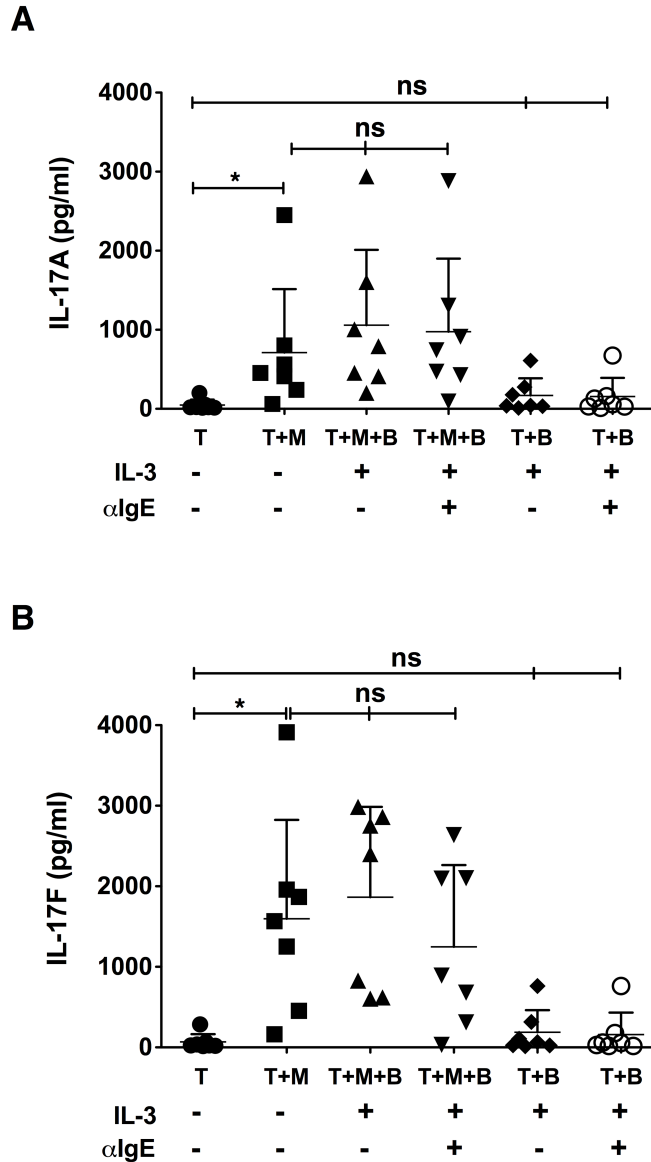 A
ns
4000
ns
3000
*
IL-17A (pg/ml)
2000
1000
0
T T+M T+M+B T+M+B T+B T+B
IL-3 - - + + + +
αIgE - - - + - +
B
ns
ns
*
4000
3000
IL-17F (pg/ml)
2000
1000
0
T T+M T+M+B T+M+B T+B T+B
IL-3 - - + + + +
αIgE - - - + - +